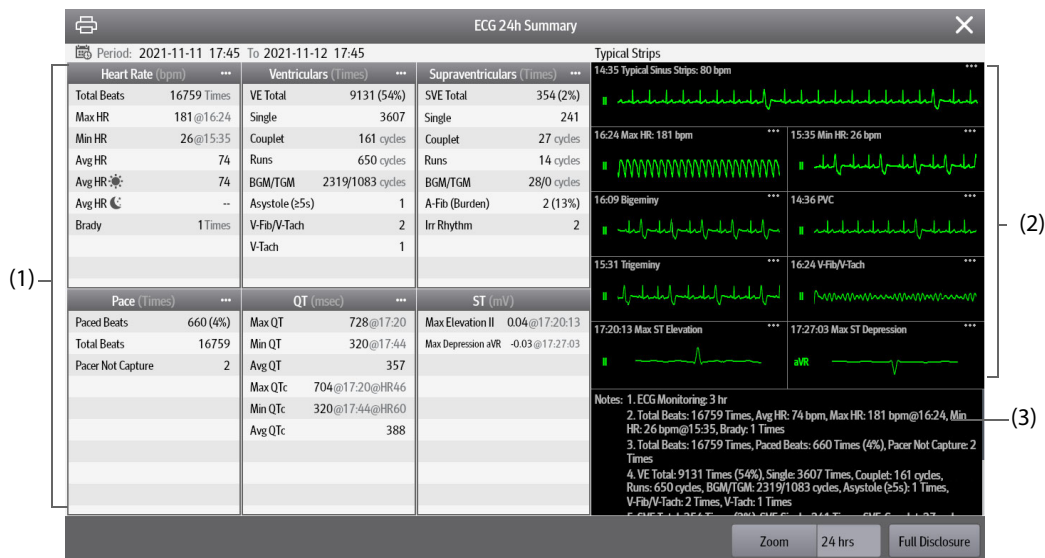 ECG 24h Summary
Period: 2021-11-11 17:45 To 2021-11-12 17:45
Typical Strips
(1)
Heart Rate (bpm) ...
Total Beats 16759 Times
Max HR 181@16:24
Min HR 26@15:35
Avg HR 74
Avg HR 74
Avg HR --
Brady 1 Times
Ventriculars (Times) ...
VE Total 9131 (54%)
Single 3607
Couplet 161 cycles
Runs 650 cycles
BGM/TGM 2319/1083 cycles
Asystole (≥5s) 1
V-Fib/V-Tach 2
V-Tach 1
Supraventriculars (Times) ...
SVE Total 354 (2%)
Single 241
Couplet 27 cycles
Runs 14 cycles
BGM/TGM 28/0 cycles
A-Fib (Burden) 2 (13%)
Irr Rhythm 2
Pace (Times) ...
Paced Beats 660 (4%)
Total Beats 16759
Pacer Not Capture 2
QT (msec) ...
Max QT 728@17:20
Min QT 320@17:44
Avg QT 357
Max QTc 704@17:20@HR46
Min QTc 320@17:44@HR60
Avg QTc 388
ST (mV)
Max Elevation II 0.04@17:20:13
Max Depression aVR -0.03@17:27:03
14:35 Typical Sinus Strips: 80 bpm ...
II
16:24 Max HR: 181 bpm ...
II
15:35 Min HR: 26 bpm ...
II
16:09 Bigeminy ...
II
14:36 PVC ...
II
15:31 Trigeminy ...
II
16:24 V-Fib/V-Tach ...
II
17:20:13 Max ST Elevation ...
II
17:27:03 Max ST Depression ...
aVR
(2)
Notes: 1. ECG Monitoring: 3 hr
2. Total Beats: 16759 Times, Avg HR: 74 bpm, Max HR: 181 bpm@16:24, Min
HR: 26 bpm@15:35, Brady: 1 Times
3. Total Beats: 16759 Times, Paced Beats: 660 Times (4%), Pacer Not Capture: 2
Times
4. VE Total: 9131 Times (54%), Single: 3607 Times, Couplet: 161 cycles,
Runs: 650 cycles, BGM/TGM: 2319/1083 cycles, Asystole (≥5s): 1 Times,
V-Fib/V-Tach: 2 Times, V-Tach: 1 Times
(3)
Zoom 24 hrs Full Disclosure